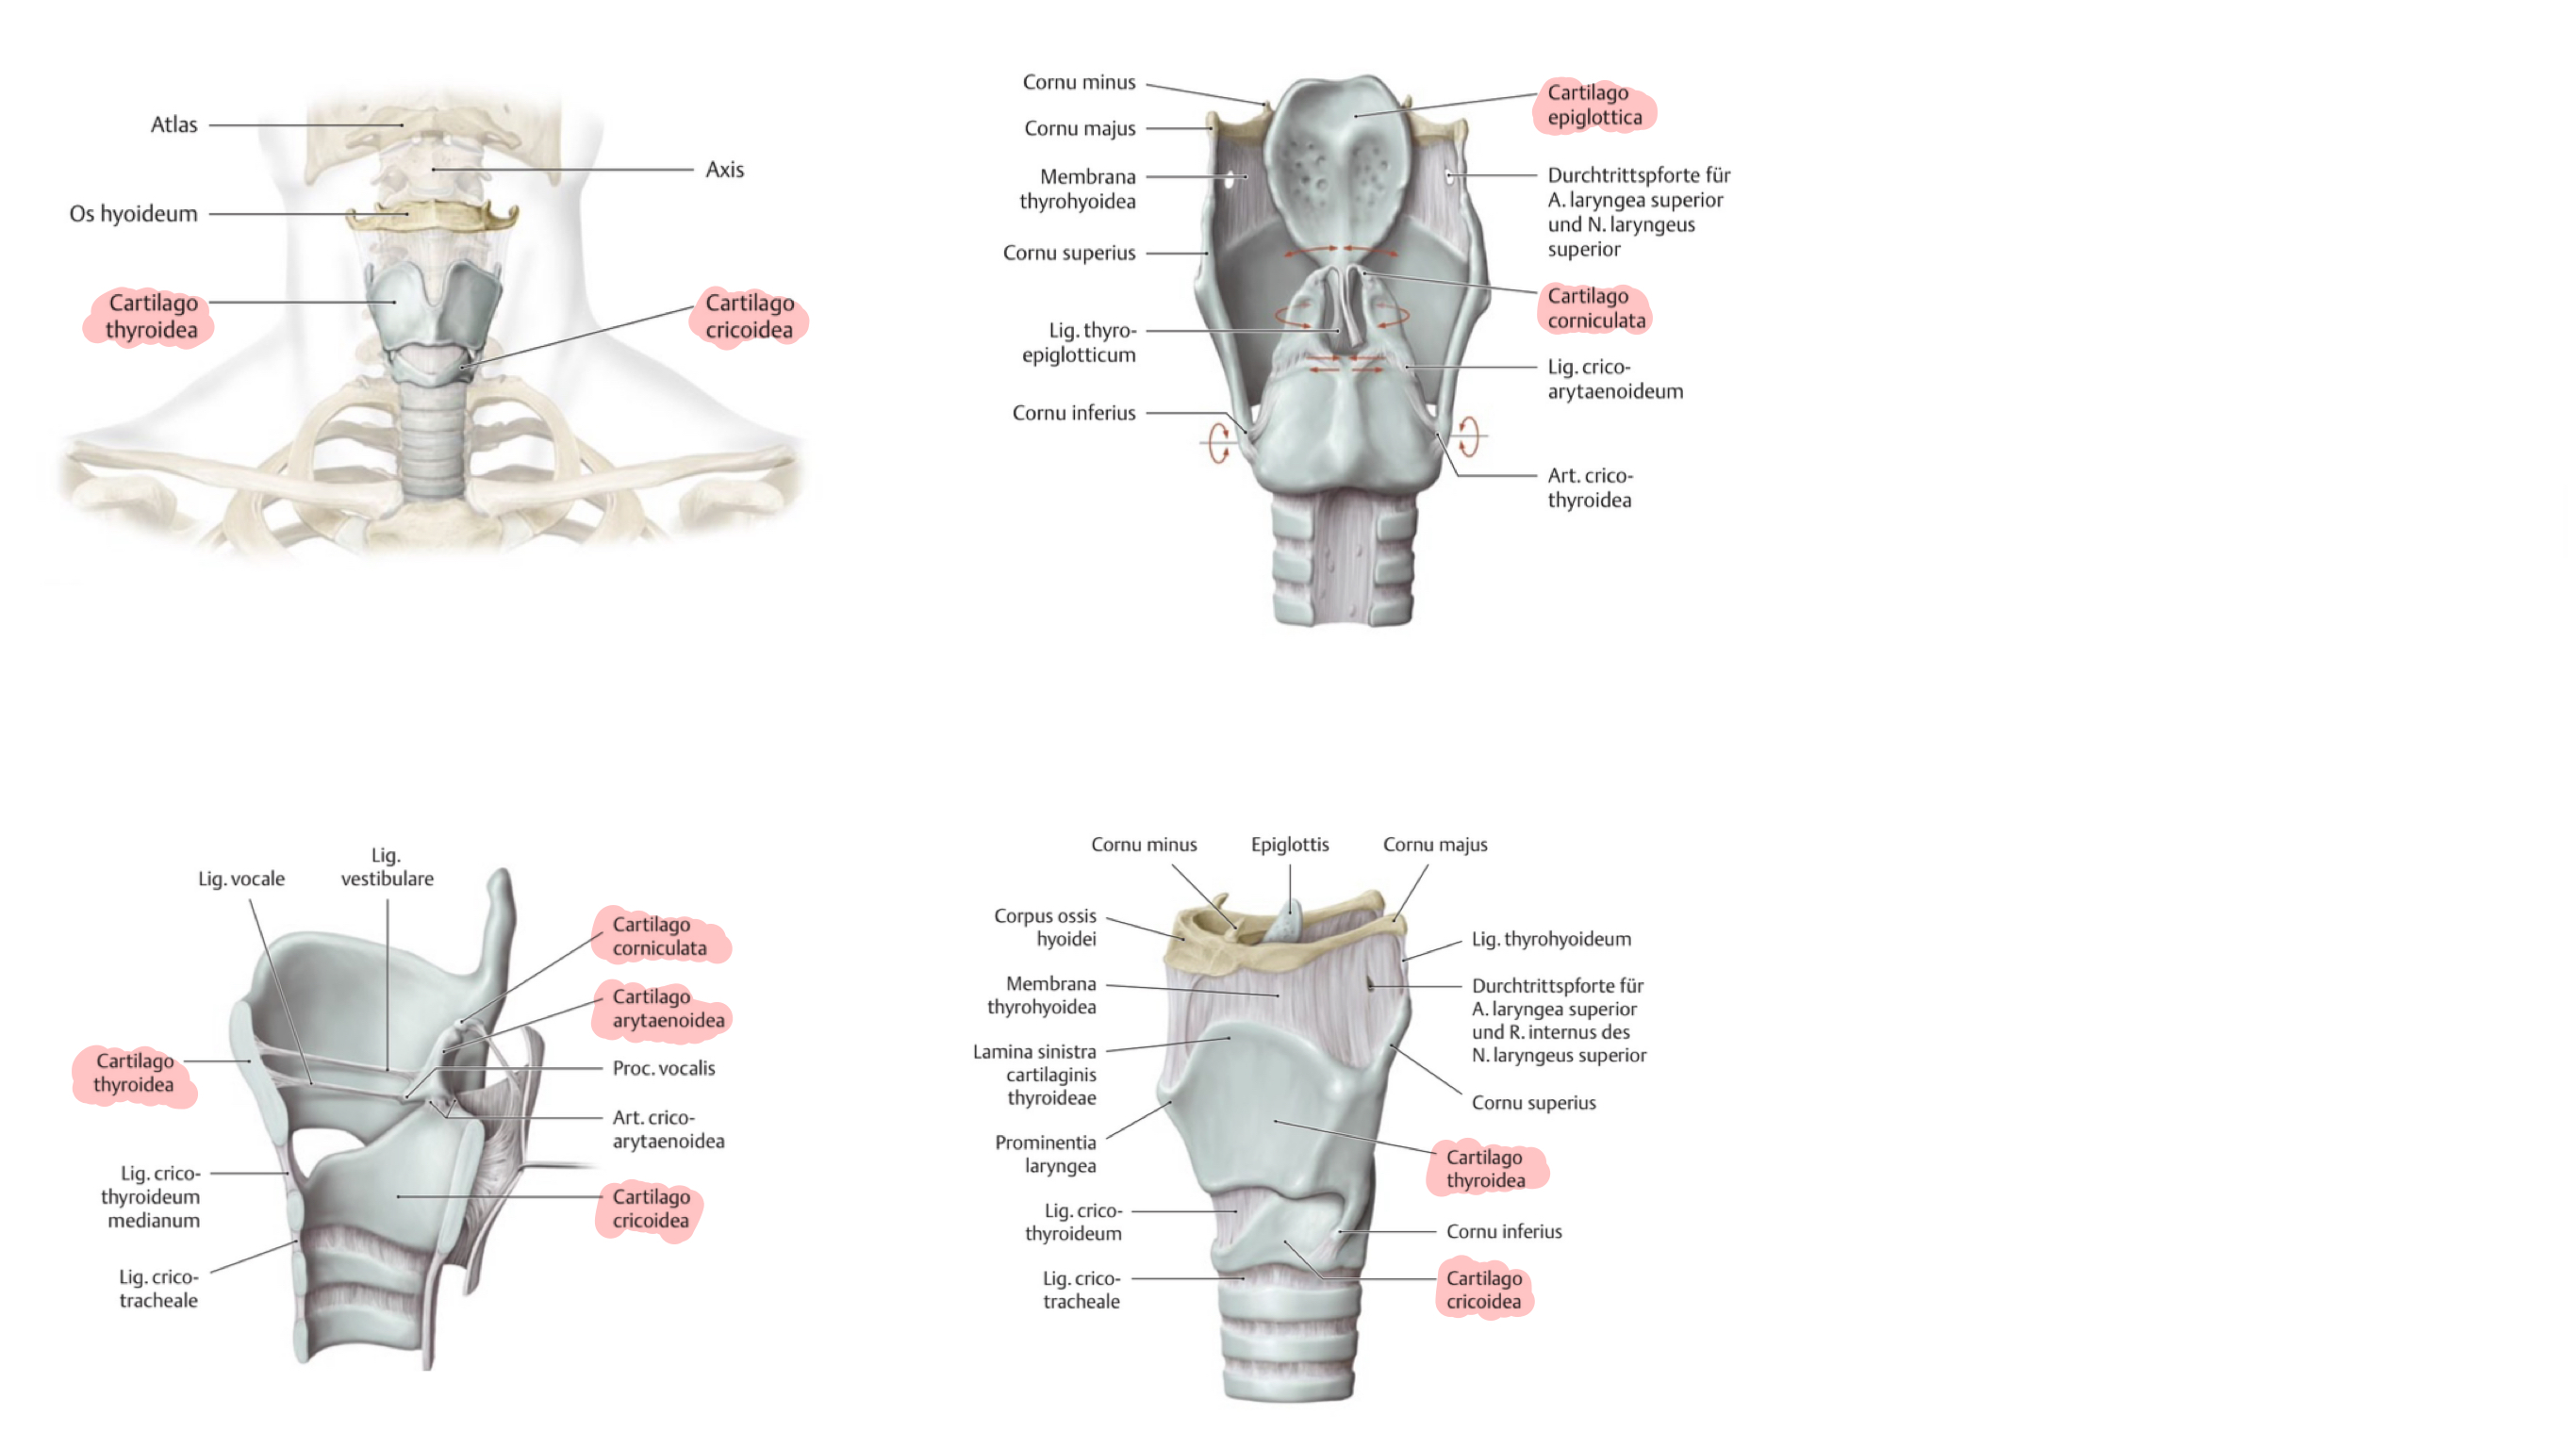 Atlas
Axis
Os hyoideum
Cartilago
thyroidea
Cartilago
cricoidea
Cornu minus
Cornu majus
Membrana
thyrohyoidea
Cornu superius
Lig. thyro-
epiglotticum
Cornu inferius
Cartilago
epiglottica
Durchtrittspforte für
A. laryngea superior
und N. laryngeus
superior
Cartilago
corniculata
Lig. crico-
arytaenoideum
Art. crico-
thyroidea
Lig. vocale
Lig.
vestibulare
Cartilago
thyroidea
Lig. crico-
thyroideum
medianum
Lig. crico-
tracheale
Cartilago
corniculata
Cartilago
arytaenoidea
Proc. vocalis
Art. crico-
arytaenoidea
Cartilago
cricoidea
Cornu minus
Epiglottis
Cornu majus
Corpus ossis
hyoidei
Membrana
thyrohyoidea
Lamina sinistra
cartilaginis
thyroideae
Prominentia
laryngea
Lig. crico-
thyroideum
Lig. crico-
tracheale
Lig. thyrohyoideum
Durchtrittspforte für
A. laryngea superior
und R. internus des
N. laryngeus superior
Cornu superius
Cartilago
thyroidea
Cornu inferius
Cartilago
cricoidea